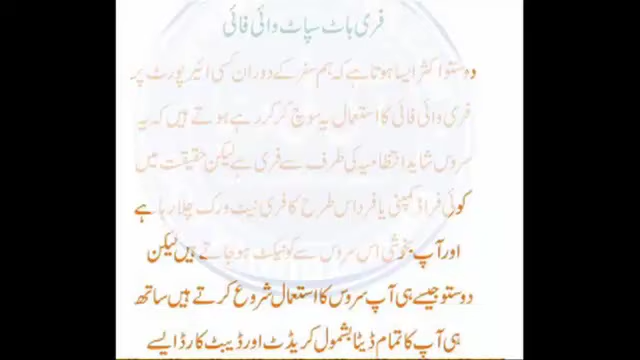 فری ہاٹ سپاٹ وائی فائی
دوستو اکثر ایسا ہوتا ہے کہ ہم سفر کے دوران کسی ائیرپورٹ پر
فری وائی فائی کا استعمال یہ سوچ کر کر رہے ہوتے ہیں کہ یہ
سروس شاید انتظامیہ کی طرف سے فری ہے لیکن حقیقت میں
کوئی فراڈ کمپنی یا فرد اس طرح کا فری نیٹ ورک چلا رہا ہے
اور آپ بخوشی اس سروس سے کونیکٹ ہو جاتے ہیں لیکن
دوستو جیسے ہی آپ سروس کا استعمال شروع کرتے ہیں ساتھ
ہی آپ کا تمام ڈیٹا بشمول کریڈٹ اور ڈیبٹ کارڈ ایسے